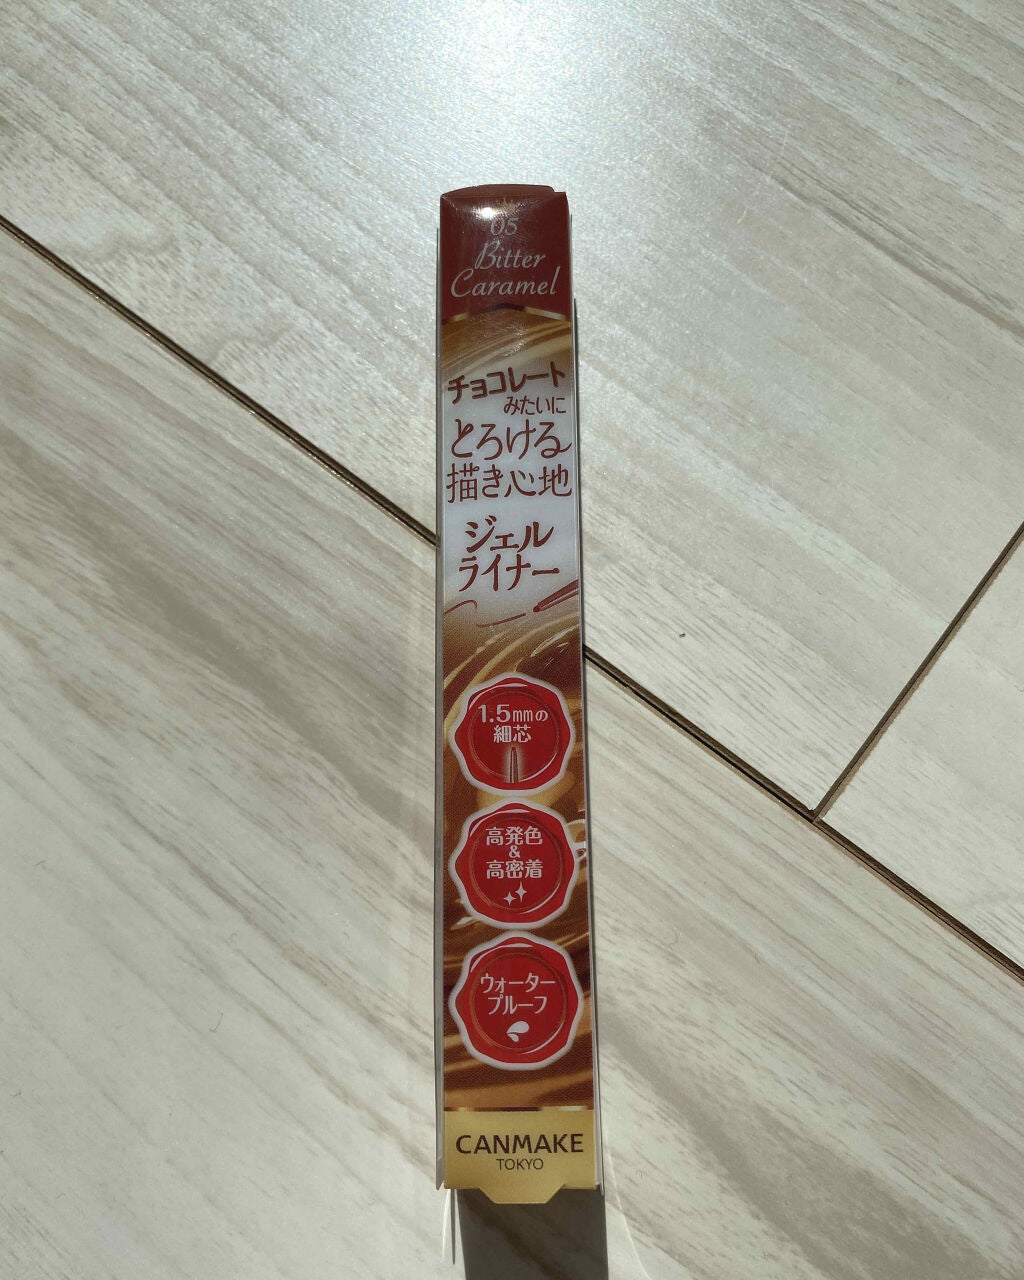 05
Bitter
Caramel
チョコレート
みたいに
とろける
描き心地
ジェル
ライナー
1.5mmの
細芯
高発色
&
高密着
ウォーター
プルーフ
CANMAKE
TOKYO